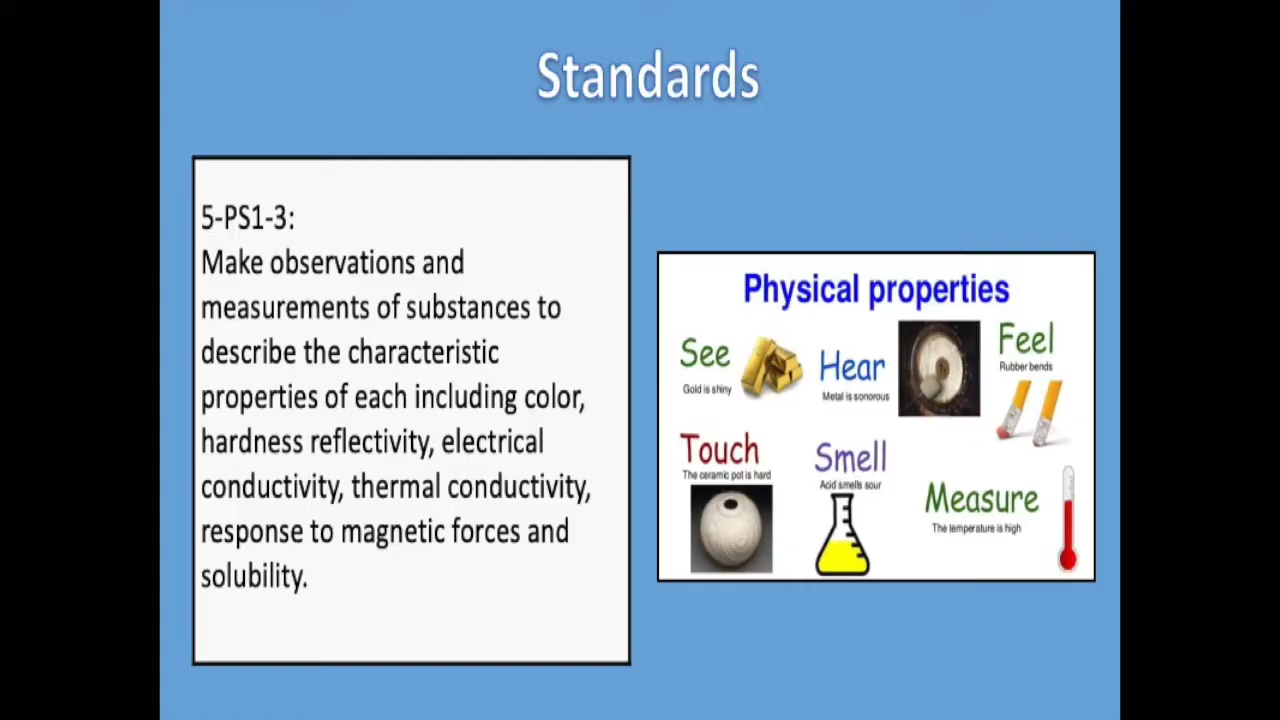 Standards
5-PS1-3:
Make observations and
measurements of substances to
describe the characteristic
properties of each including color,
hardness reflectivity, electrical
conductivity, thermal conductivity,
response to magnetic forces and
solubility.
Physical properties
See
Gold is shiny
Hear
Metal is sonorous
Feel
Rubber bends
Touch
The ceramic pot is hard
Smell
Acid smells sour
Measure
The temperature is high